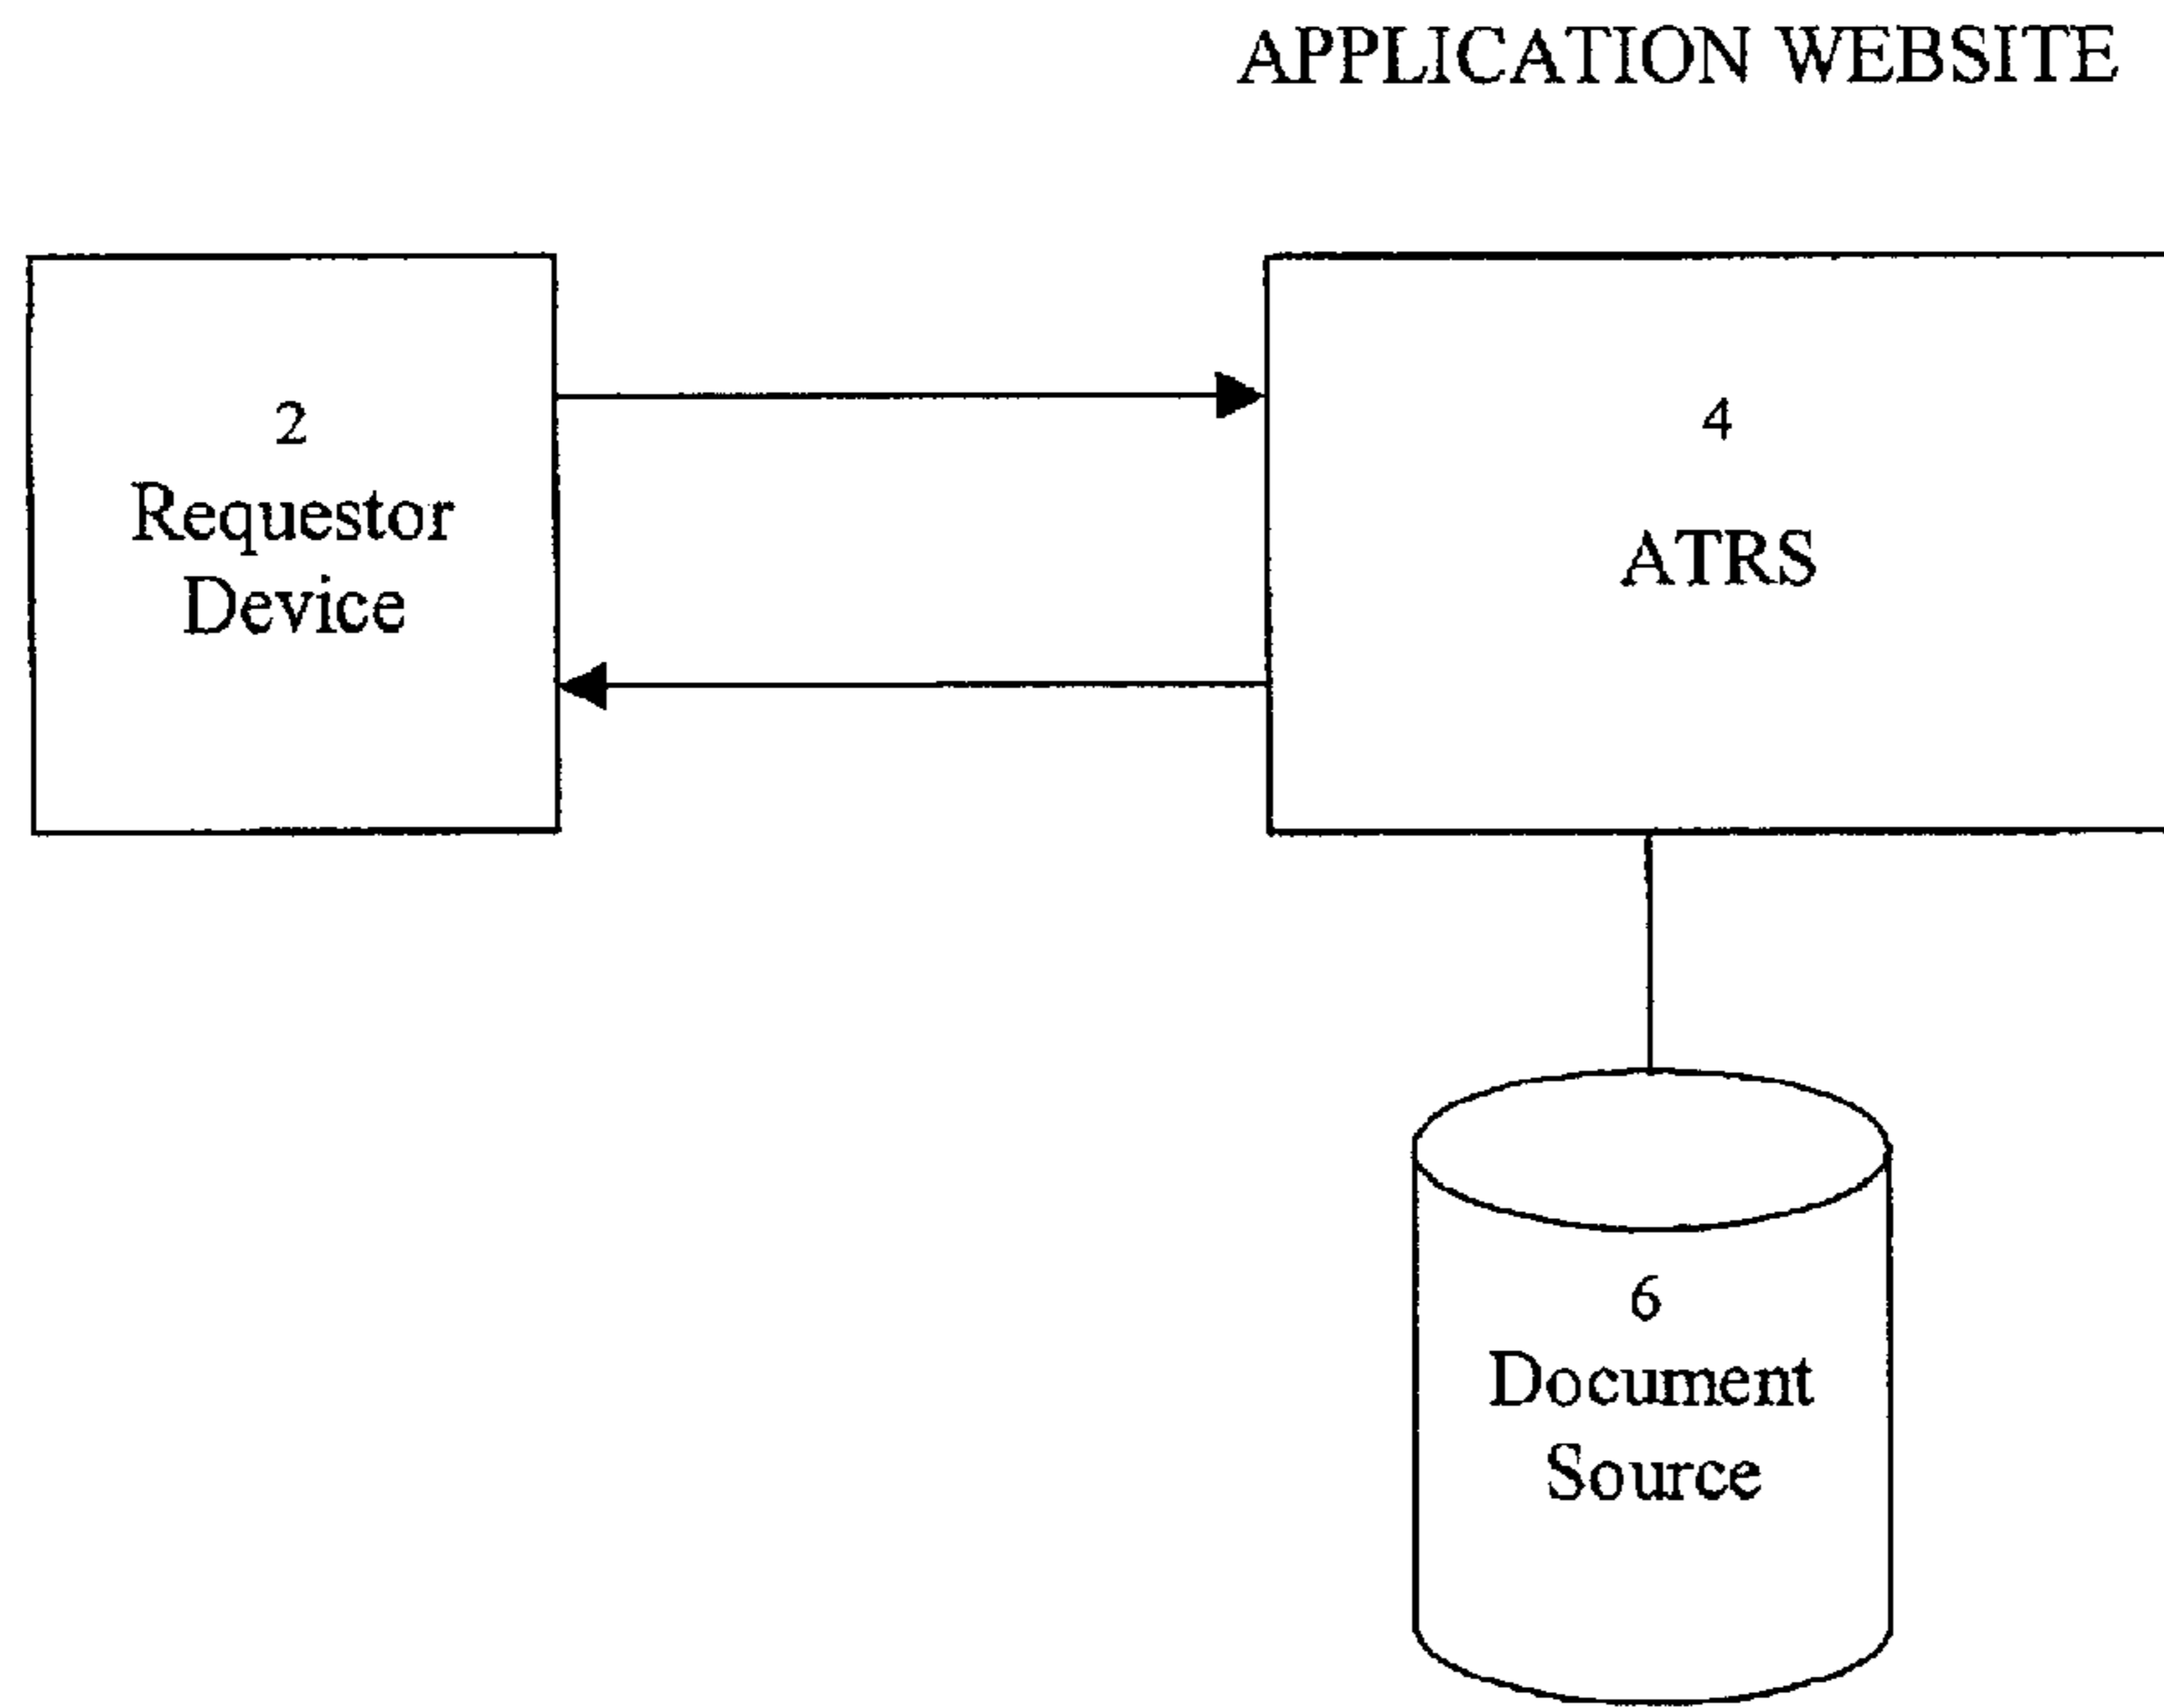 APPLICATION WEBSITE
2
Requestor
Device
4
ATRS
6
Document
Source